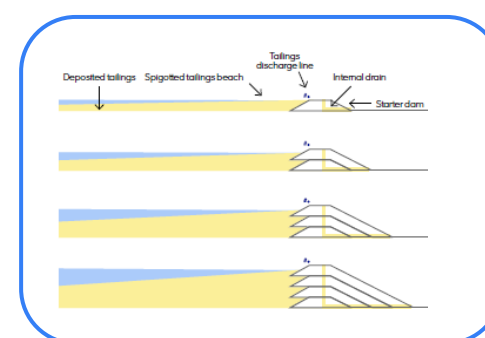 Tailings
discharge line
Deposited tailings Spigotted tailings beach Internal drain
Starter dam